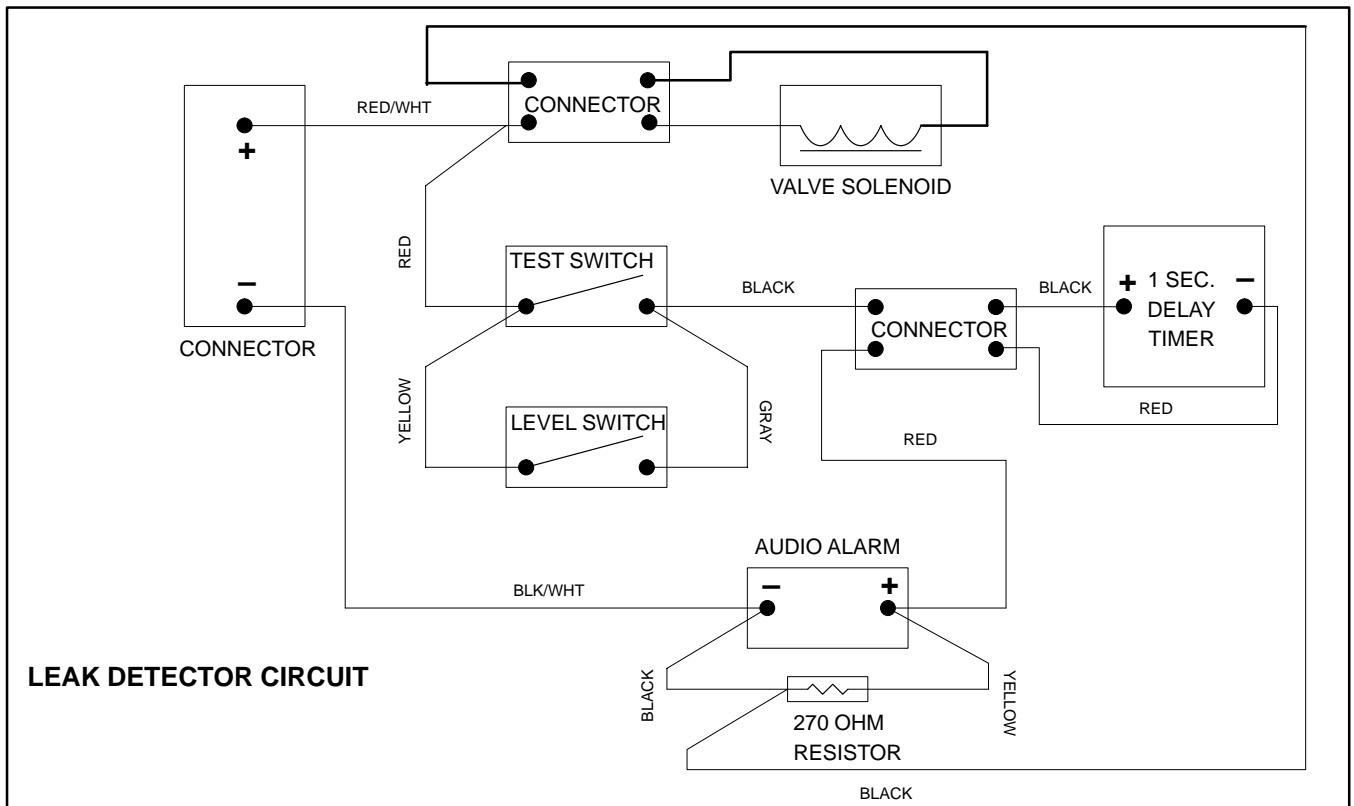 RED/WHT
CONNECTOR
+
VALVE SOLENOID
RED
TEST SWITCH
–
BLACK
BLACK
+ 1 SEC. –
DELAY
TIMER
CONNECTOR
CONNECTOR
YELLOW
GRAY
LEVEL SWITCH
RED
RED
AUDIO ALARM
BLK/WHT
– +
LEAK DETECTOR CIRCUIT
BLACK
YELLOW
270 OHM
RESISTOR
BLACK